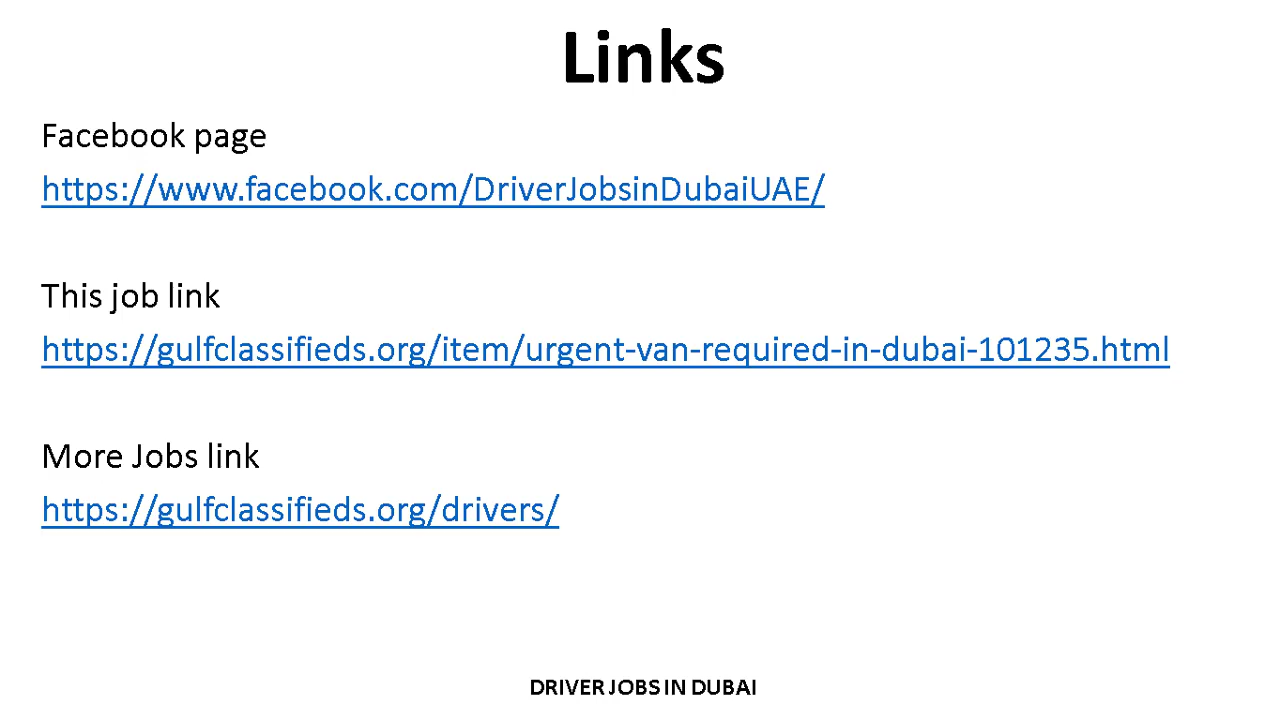 Links
Facebook page
https://www.facebook.com/DriverJobsinDubaiUAE/
This job link
https://gulfclassifieds.org/item/urgent-van-required-in-dubai-101235.html
More Jobs link
https://gulfclassifieds.org/drivers/
DRIVER JOBS IN DUBAI